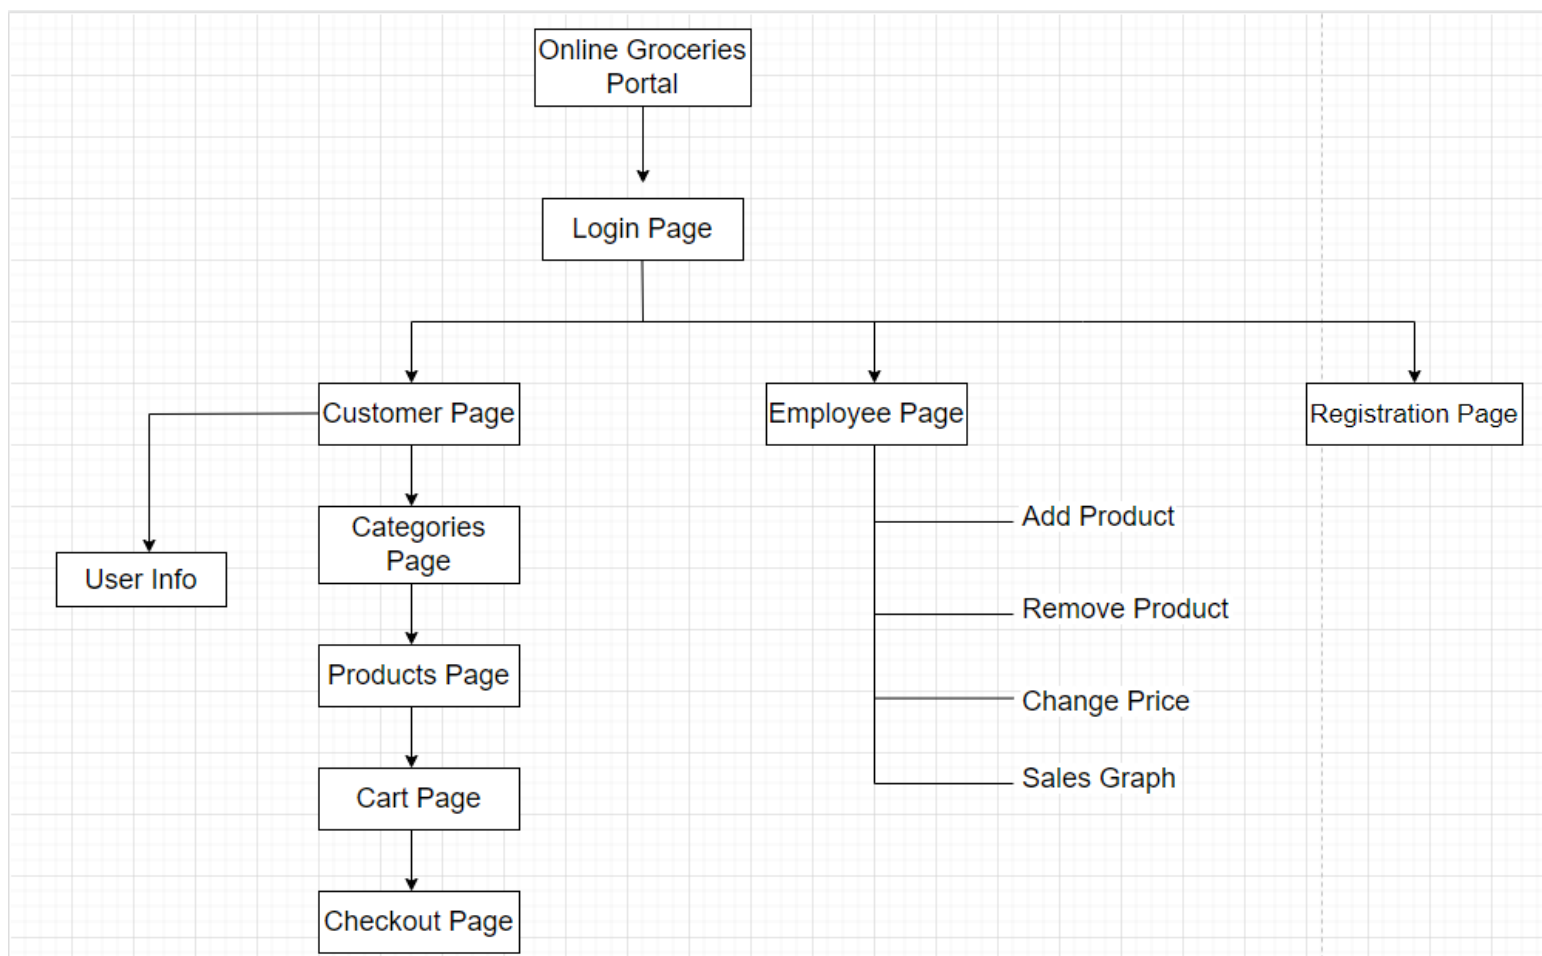 Online Groceries
Portal
Login Page
Customer Page
Employee Page
Registration Page
Categories
Page
User Info
Products Page
Cart Page
Checkout Page
Add Product
Remove Product
Change Price
Sales Graph